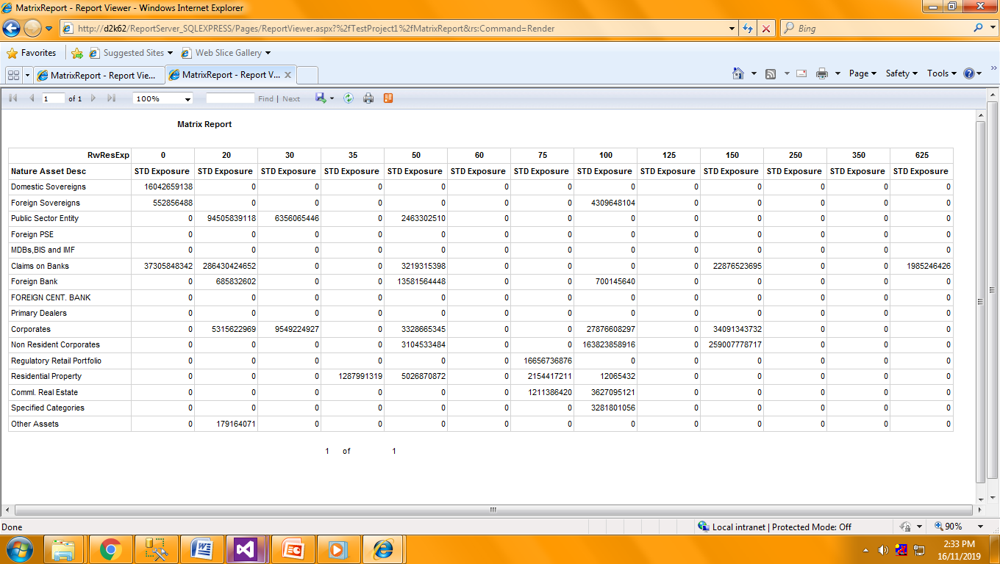 MatrixReport - Report Viewer - Windows Internet Explorer
http://d2k62/ReportServer_SQLEXPRESS/Pages/ReportViewer.aspx?%2fTestProject1%2fMatrixReport&rs:Command=Render Bing
Favorites Suggested Sites Web Slice Gallery
MatrixReport - Report Vie... MatrixReport - Report V... Page Safety Tools
1 of 1 100% Find | Next
Matrix Report
RwResExp 0 20 30 35 50 60 75 100 125 150 250 350 625
Nature Asset Desc STD Exposure STD Exposure STD Exposure STD Exposure STD Exposure STD Exposure STD Exposure STD Exposure STD Exposure STD Exposure STD Exposure STD Exposure STD Exposure
Domestic Sovereigns 16042659138 0 0 0 0 0 0 0 0 0 0 0 0
Foreign Sovereigns 552856488 0 0 0 0 0 0 4309648104 0 0 0 0 0
Public Sector Entity 0 94505839118 6356065446 0 2463302510 0 0 0 0 0 0 0 0
Foreign PSE 0 0 0 0 0 0 0 0 0 0 0 0 0
MDBs,BIS and IMF 0 0 0 0 0 0 0 0 0 0 0 0 0
Claims on Banks 37305848342 286430424652 0 0 3219315398 0 0 0 0 22876523695 0 0 1985246426
Foreign Bank 0 685832602 0 0 13581564448 0 0 700145640 0 0 0 0 0
FOREIGN CENT. BANK 0 0 0 0 0 0 0 0 0 0 0 0 0
Primary Dealers 0 0 0 0 0 0 0 0 0 0 0 0 0
Corporates 0 5315622969 9549224927 0 3328665345 0 0 27876608297 0 34091343732 0 0 0
Non Resident Corporates 0 0 0 0 3104533484 0 0 163823858916 0 259007778717 0 0 0
Regulatory Retail Portfolio 0 0 0 0 0 0 16656736876 0 0 0 0 0 0
Residential Property 0 0 0 1287991319 5026870872 0 2154417211 12065432 0 0 0 0 0
Comml. Real Estate 0 0 0 0 0 0 1211386420 3627095121 0 0 0 0 0
Specified Categories 0 0 0 0 0 0 0 3281801056 0 0 0 0 0
Other Assets 0 179164071 0 0 0 0 0 0 0 0 0 0 0
1 of 1
Done Local intranet | Protected Mode: Off 90%
2:33 PM
16/11/2019